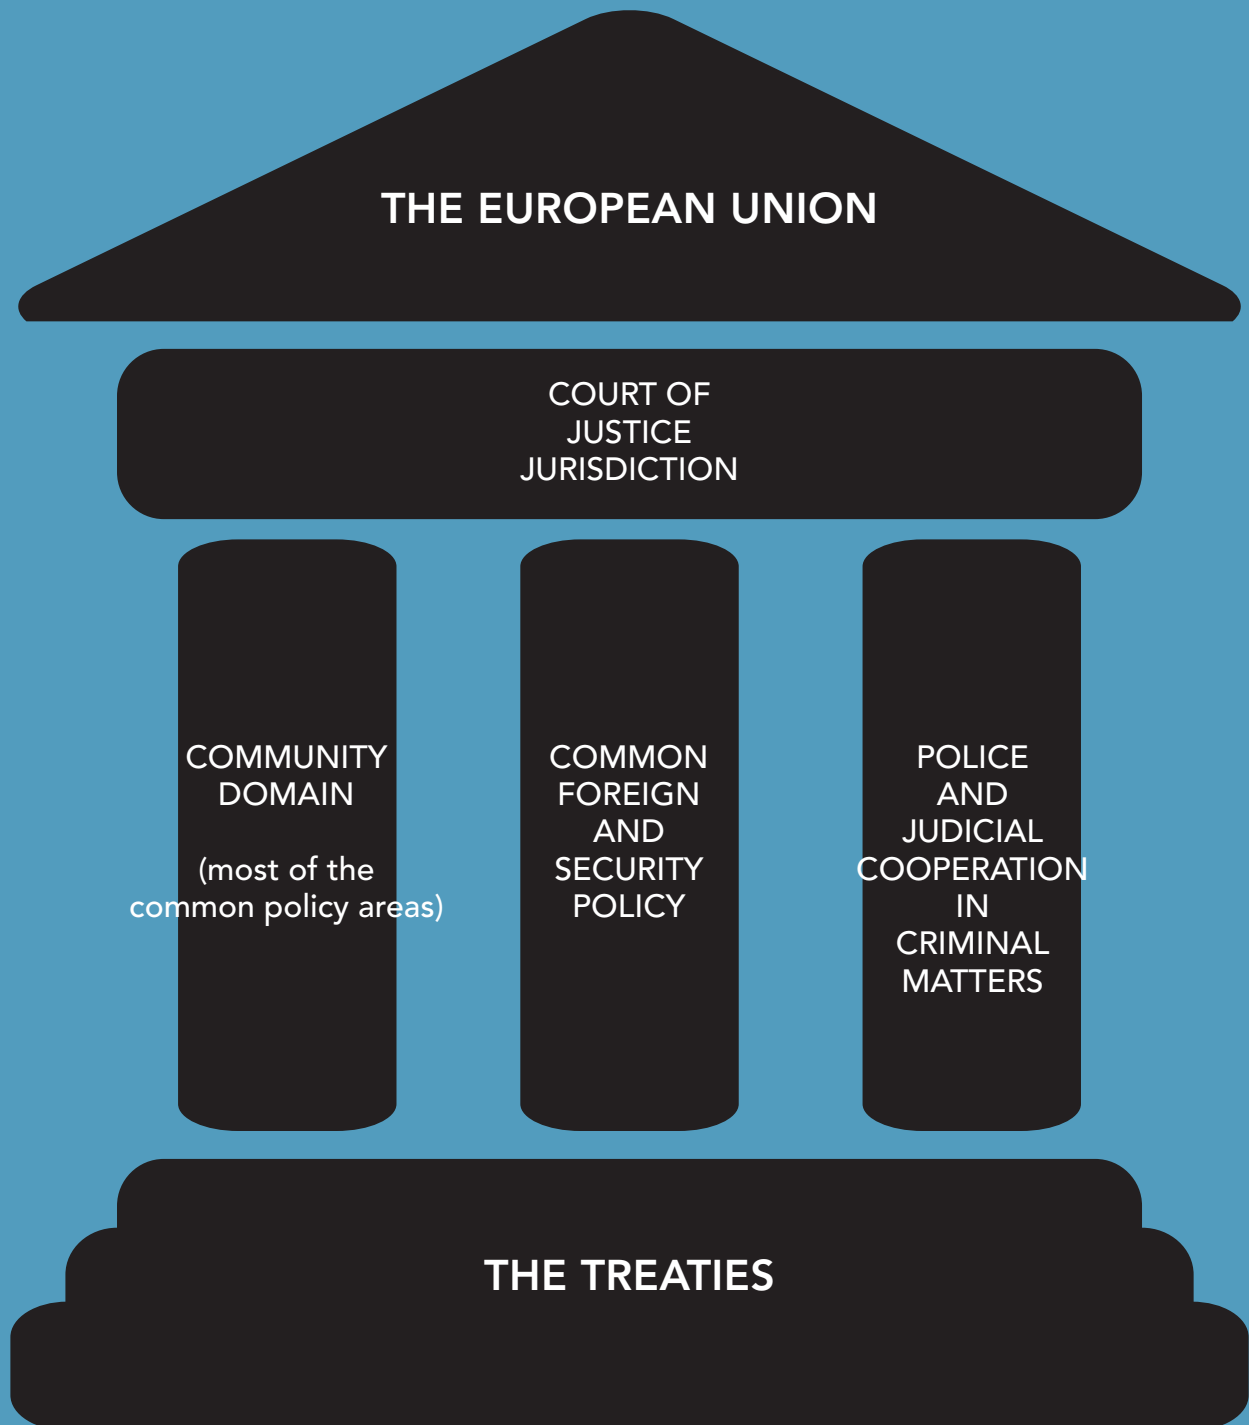 THE EUROPEAN UNION
COURT OF
JUSTICE
JURISDICTION
COMMUNITY
DOMAIN
(most of the
common policy areas)
COMMON
FOREIGN
AND
SECURITY
POLICY
POLICE
AND
JUDICIAL
COOPERATION
IN
CRIMINAL
MATTERS
THE TREATIES